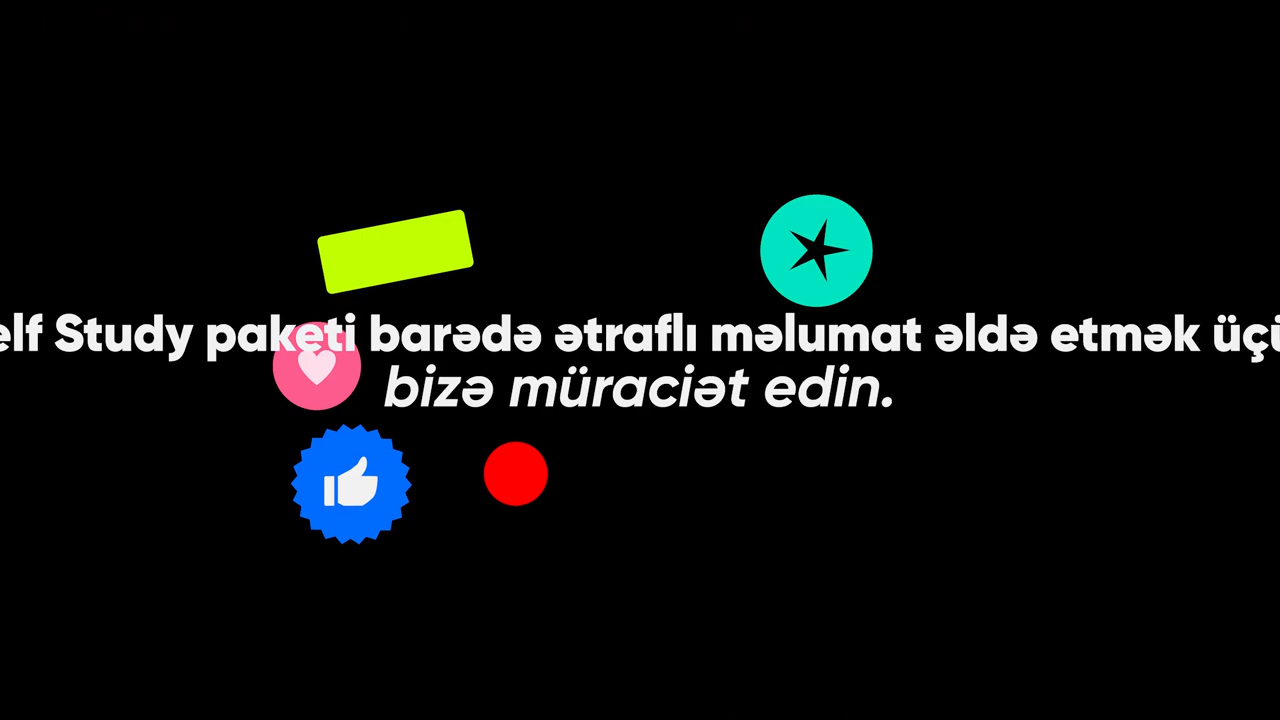 elf Study paketi barədə ətraflı məlumat əldə etmək üçü
bizə müraciət edin.